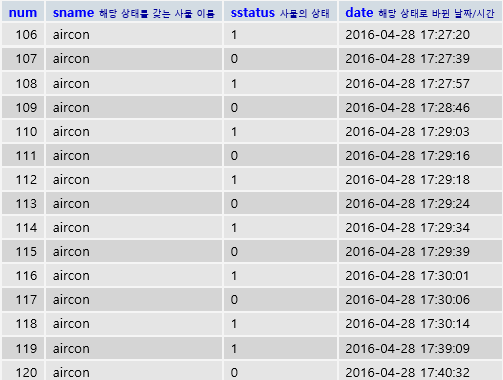 num sname 해당 상태를 갖는 사물 이름 sstatus 사물의 상태 date 해당 상태로 바뀐 날짜/시간
106 aircon 1 2016-04-28 17:27:20
107 aircon 0 2016-04-28 17:27:39
108 aircon 1 2016-04-28 17:27:57
109 aircon 0 2016-04-28 17:28:46
110 aircon 1 2016-04-28 17:29:03
111 aircon 0 2016-04-28 17:29:16
112 aircon 1 2016-04-28 17:29:18
113 aircon 0 2016-04-28 17:29:24
114 aircon 1 2016-04-28 17:29:34
115 aircon 0 2016-04-28 17:29:39
116 aircon 1 2016-04-28 17:30:01
117 aircon 0 2016-04-28 17:30:06
118 aircon 1 2016-04-28 17:30:14
119 aircon 1 2016-04-28 17:39:09
120 aircon 0 2016-04-28 17:40:32